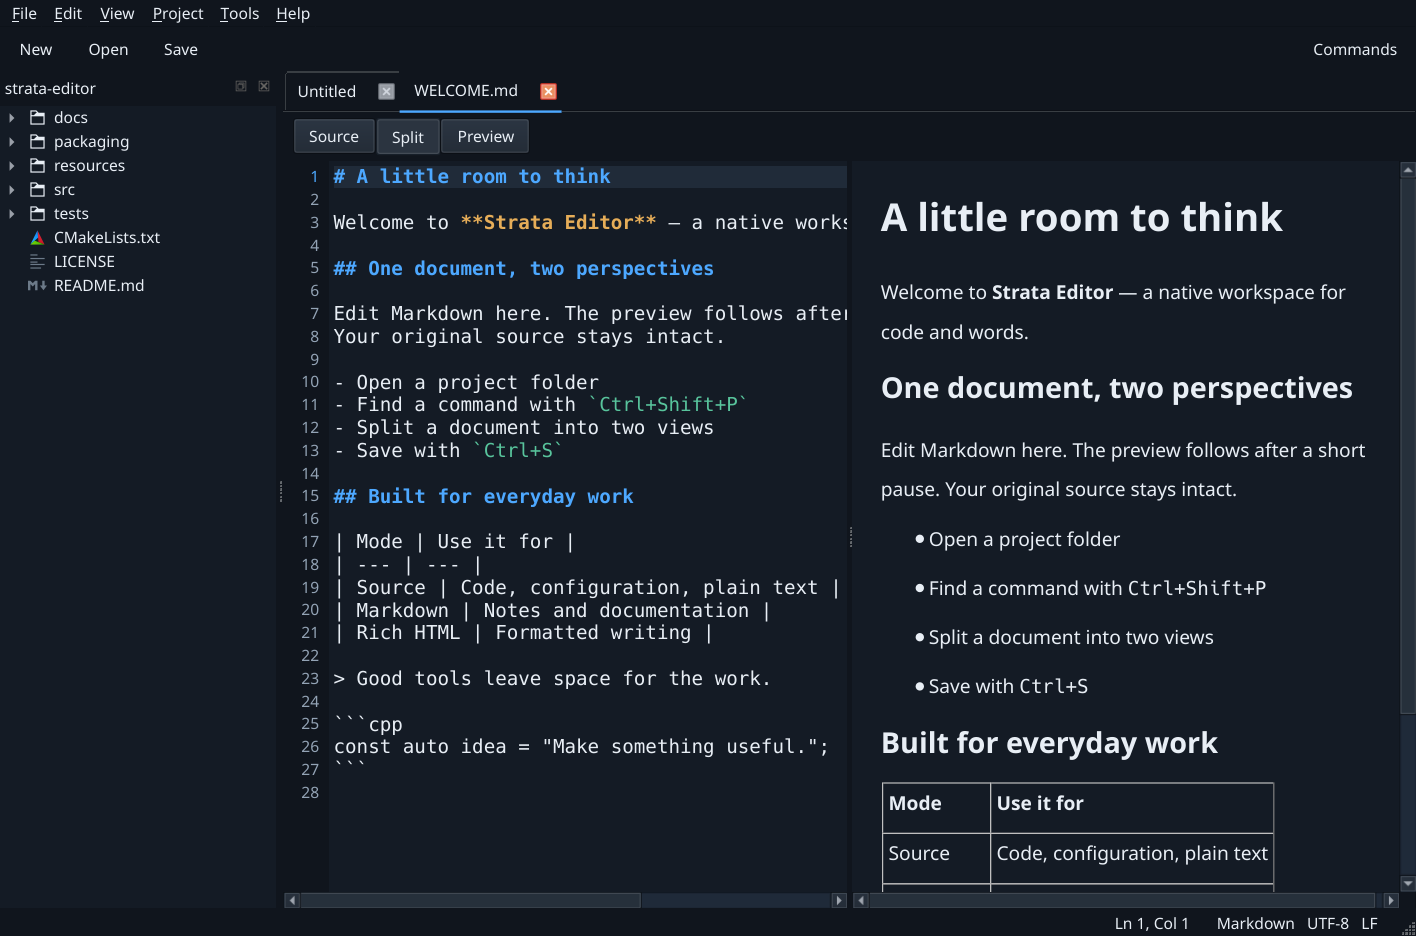 File Edit View Project Tools Help
New Open Save Commands
strata-editor
docs
packaging
resources
src
tests
CMakeLists.txt
LICENSE
README.md
Untitled WELCOME.md
Source Split Preview
1 # A little room to think
2
3 Welcome to **Strata Editor** — a native works
4
5 ## One document, two perspectives
6
7 Edit Markdown here. The preview follows after
8 Your original source stays intact.
9
10 - Open a project folder
11 - Find a command with `Ctrl+Shift+P`
12 - Split a document into two views
13 - Save with `Ctrl+S`
14
15 ## Built for everyday work
16
17 | Mode | Use it for |
18 | --- | --- |
19 | Source | Code, configuration, plain text |
20 | Markdown | Notes and documentation |
21 | Rich HTML | Formatted writing |
22
23 > Good tools leave space for the work.
24
25 ```cpp
26 const auto idea = "Make something useful.";
27 ```
28
A little room to think
Welcome to Strata Editor — a native workspace for
code and words.
One document, two perspectives
Edit Markdown here. The preview follows after a short
pause. Your original source stays intact.
● Open a project folder
● Find a command with Ctrl+Shift+P
● Split a document into two views
● Save with Ctrl+S
Built for everyday work
Mode Use it for
Source Code, configuration, plain text
Ln 1, Col 1 Markdown UTF-8 LF